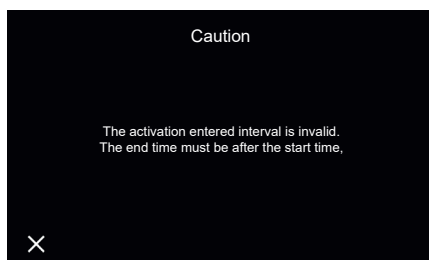 Caution
The activation entered interval is invalid.
The end time must be after the start time,